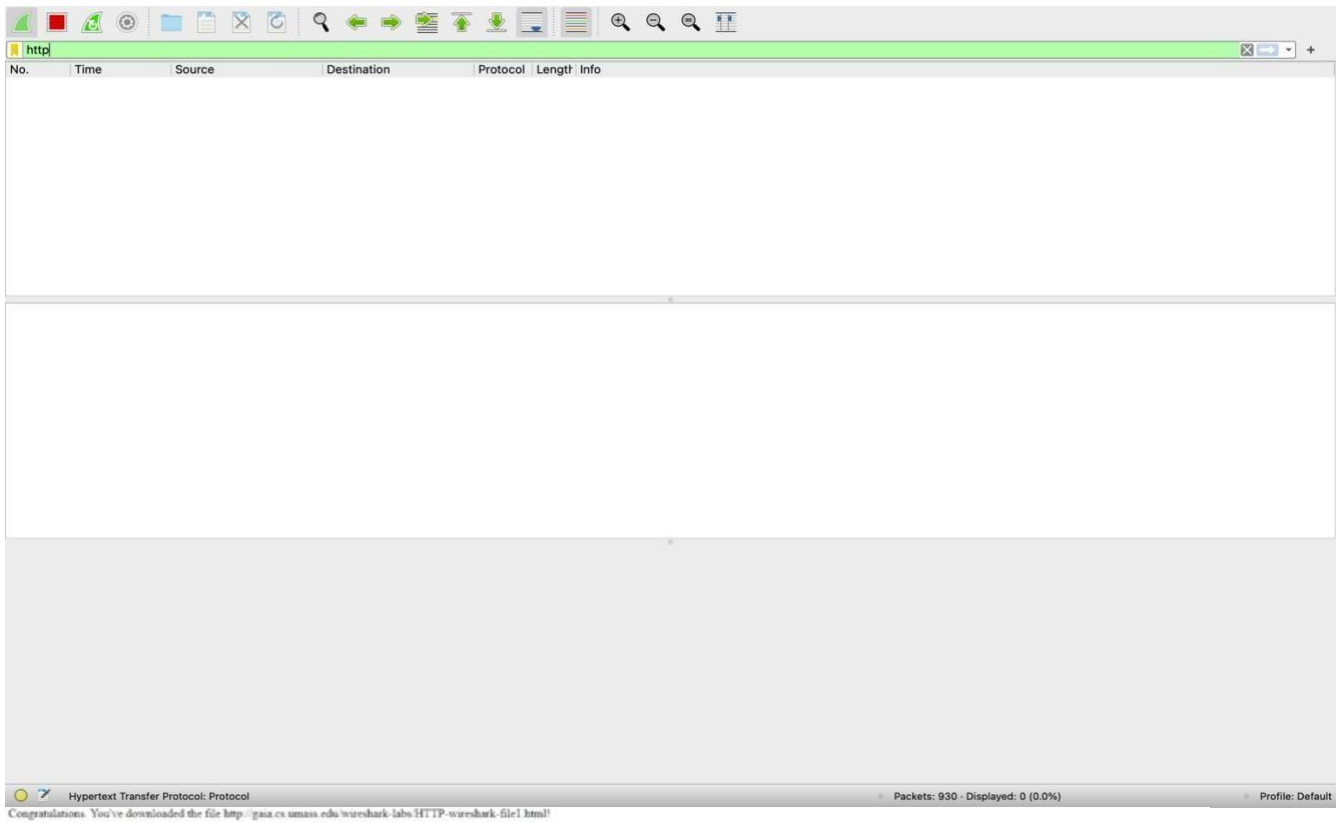 http
No. Time Source Destination Protocol Length Info
Hypertext Transfer Protocol: Protocol Packets: 930 · Displayed: 0 (0.0%) Profile: Default
Congratulations. You've downloaded the file http://gaia.cs.umass.edu/wireshark-labs/HTTP-wireshark-file1.html!